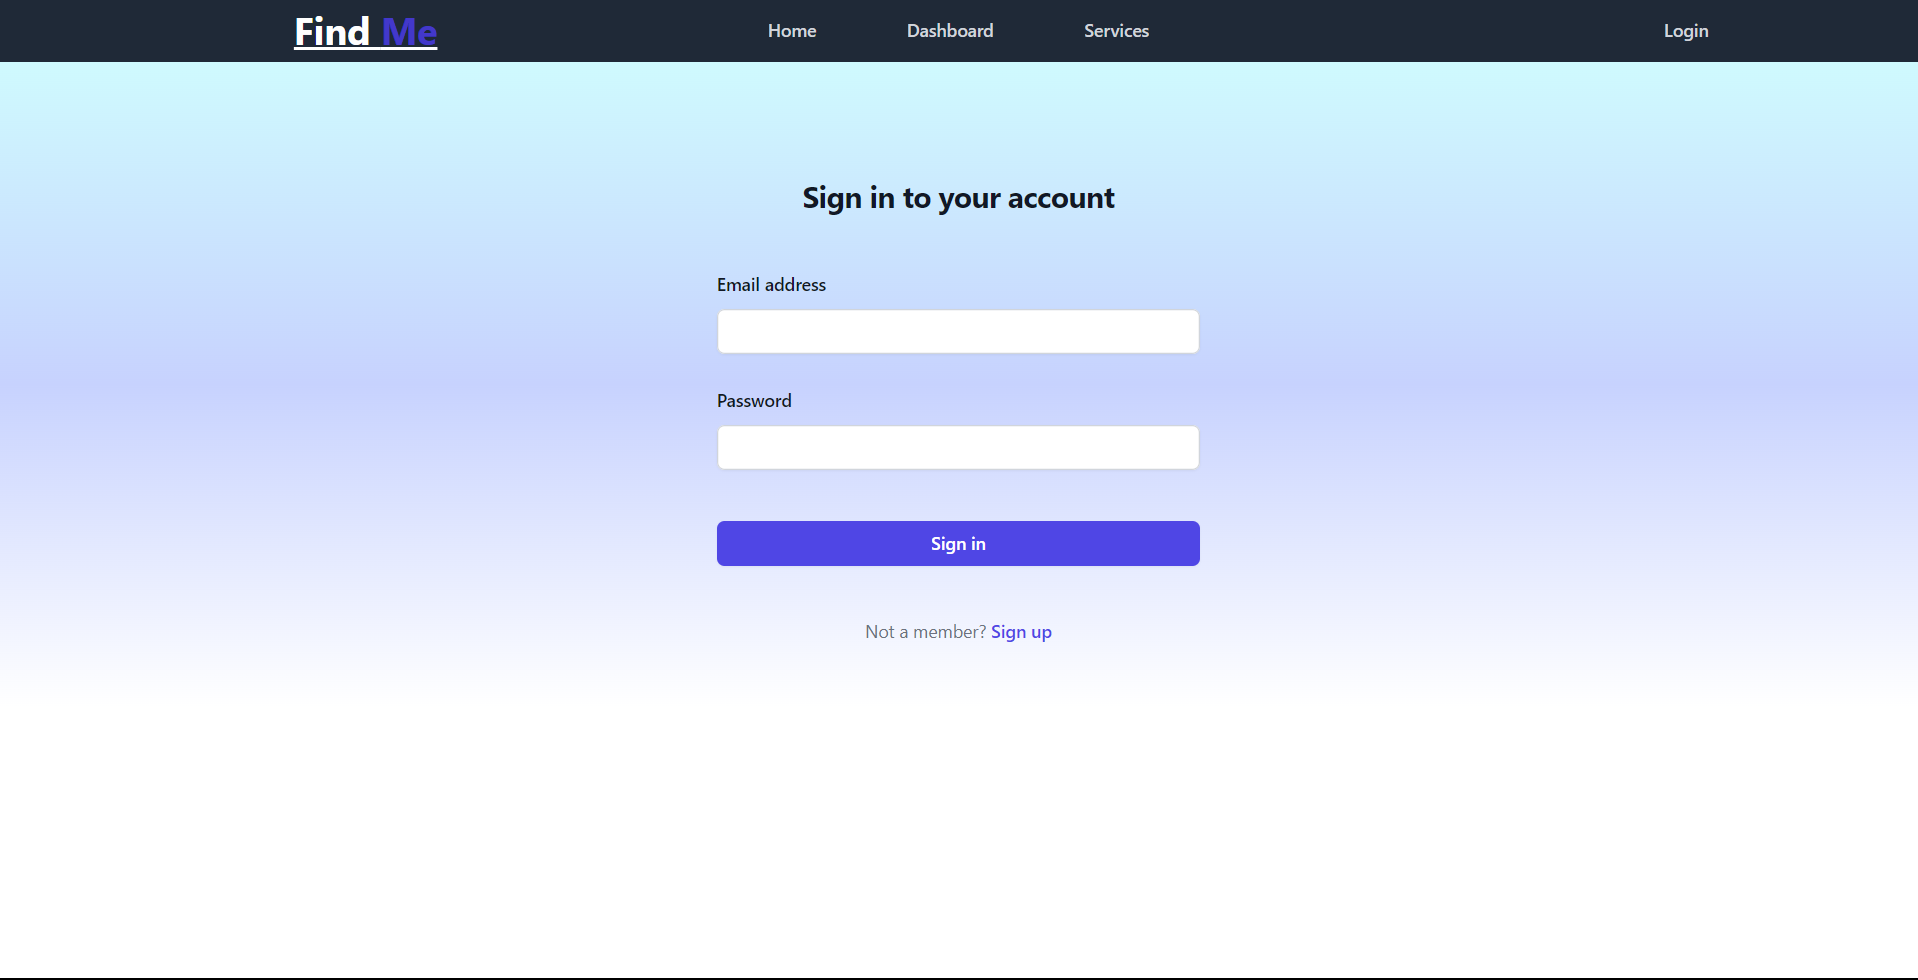 Find Me
Home Dashboard Services Login
Sign in to your account
Email address
Password
Sign in
Not a member? Sign up